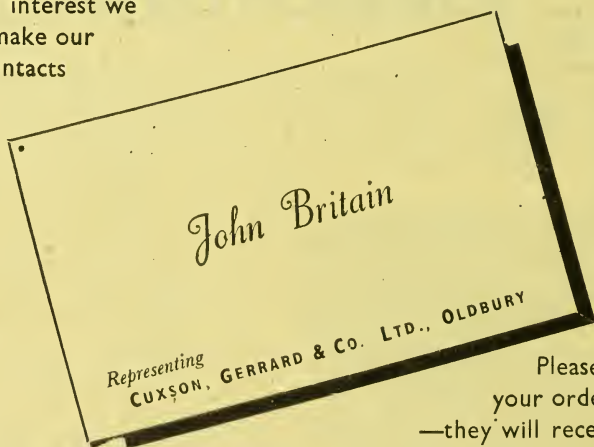 interest we
make our
ntacts
John Britain
Representing
CUXSON, GERRARD & CO. LTD., OLDBURY
Please
your orde
—they will rece